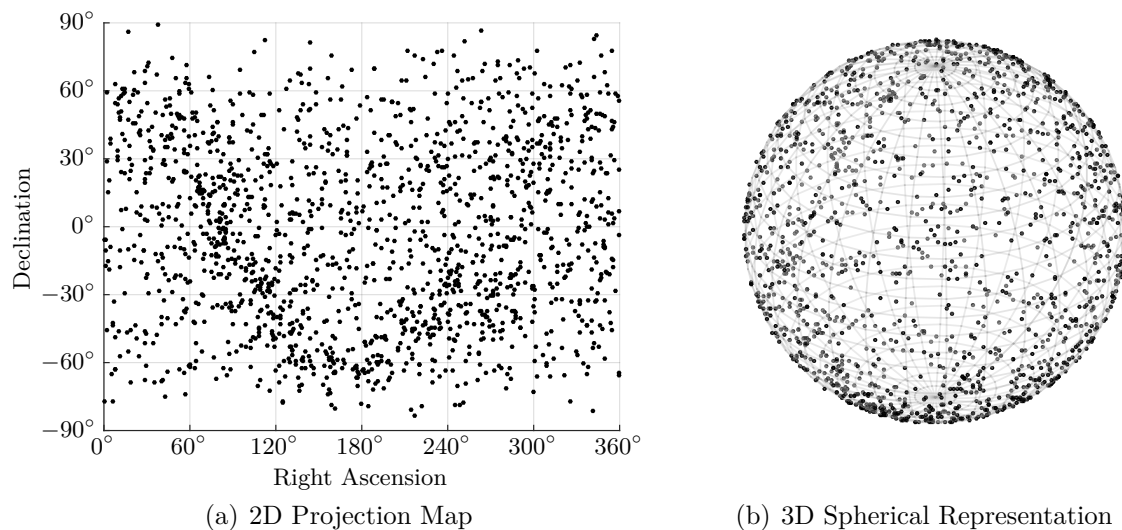 90°
60°
30°
0°
−30°
−60°
−90°
Declination
0° 60° 120° 180° 240° 300° 360°
Right Ascension
(a) 2D Projection Map
(b) 3D Spherical Representation